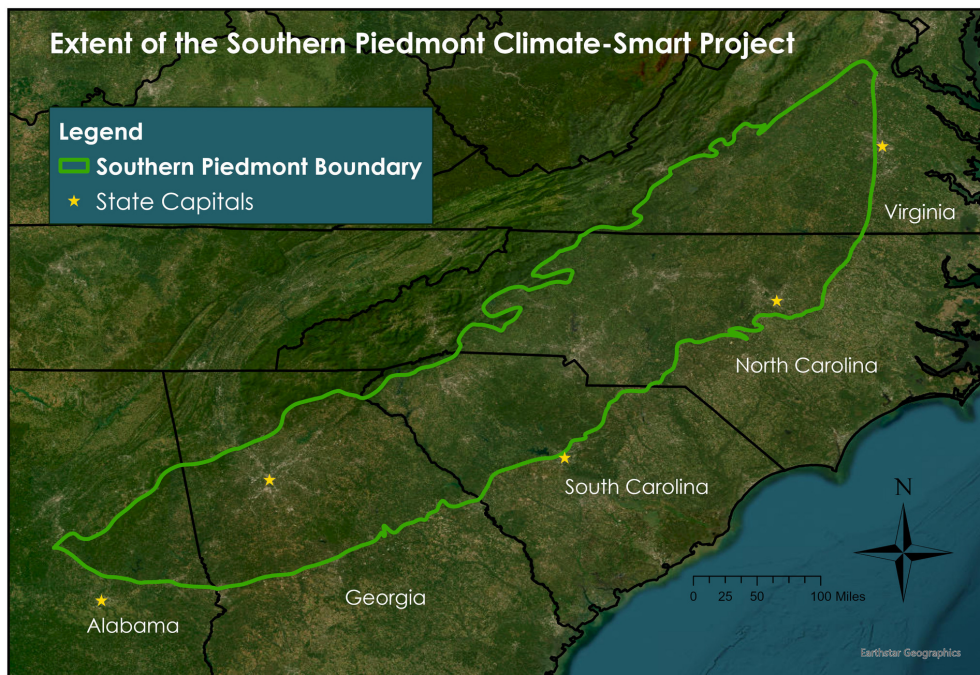 Extent of the Southern Piedmont Climate-Smart Project
Legend
Southern Piedmont Boundary
State Capitals
Virginia
North Carolina
South Carolina
Georgia
Alabama
N
0 25 50 100 Miles
Earthstar Geographics